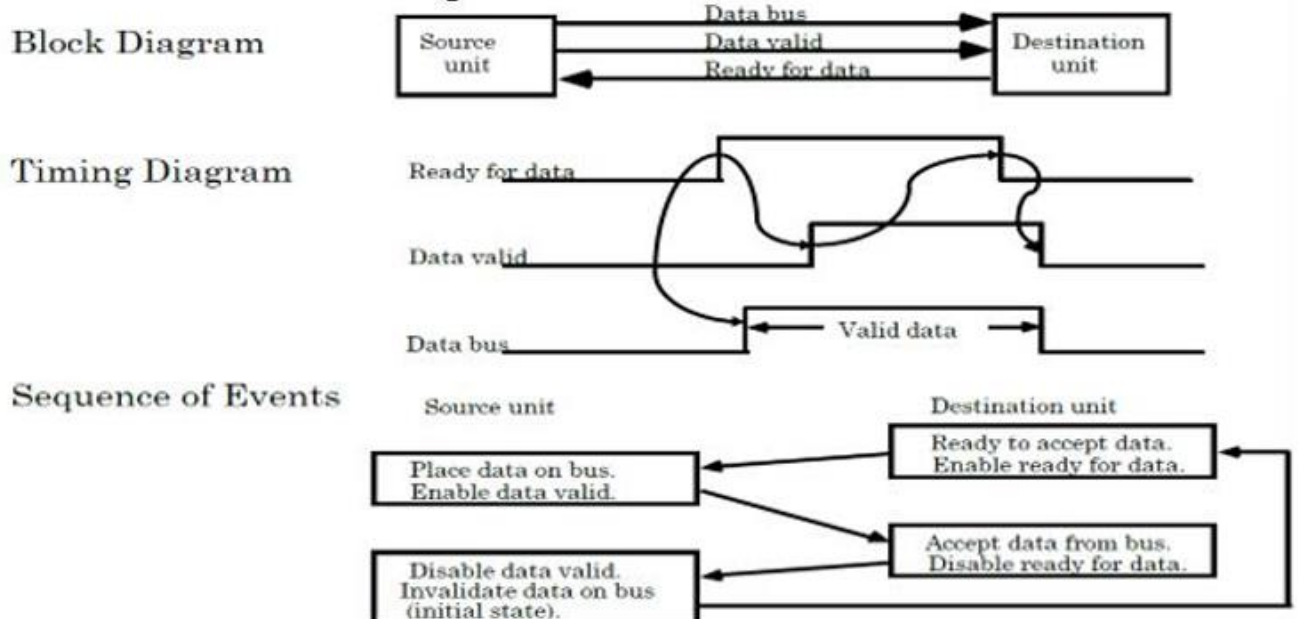 Block Diagram
Source
unit
Data bus
Data valid
Ready for data
Destination
unit
Timing Diagram
Ready for data
Data valid
Data bus
Valid data
Sequence of Events
Source unit
Destination unit
Ready to accept data.
Enable ready for data.
Place data on bus.
Enable data valid.
Accept data from bus.
Disable ready for data.
Disable data valid.
Invalidate data on bus
(initial state).